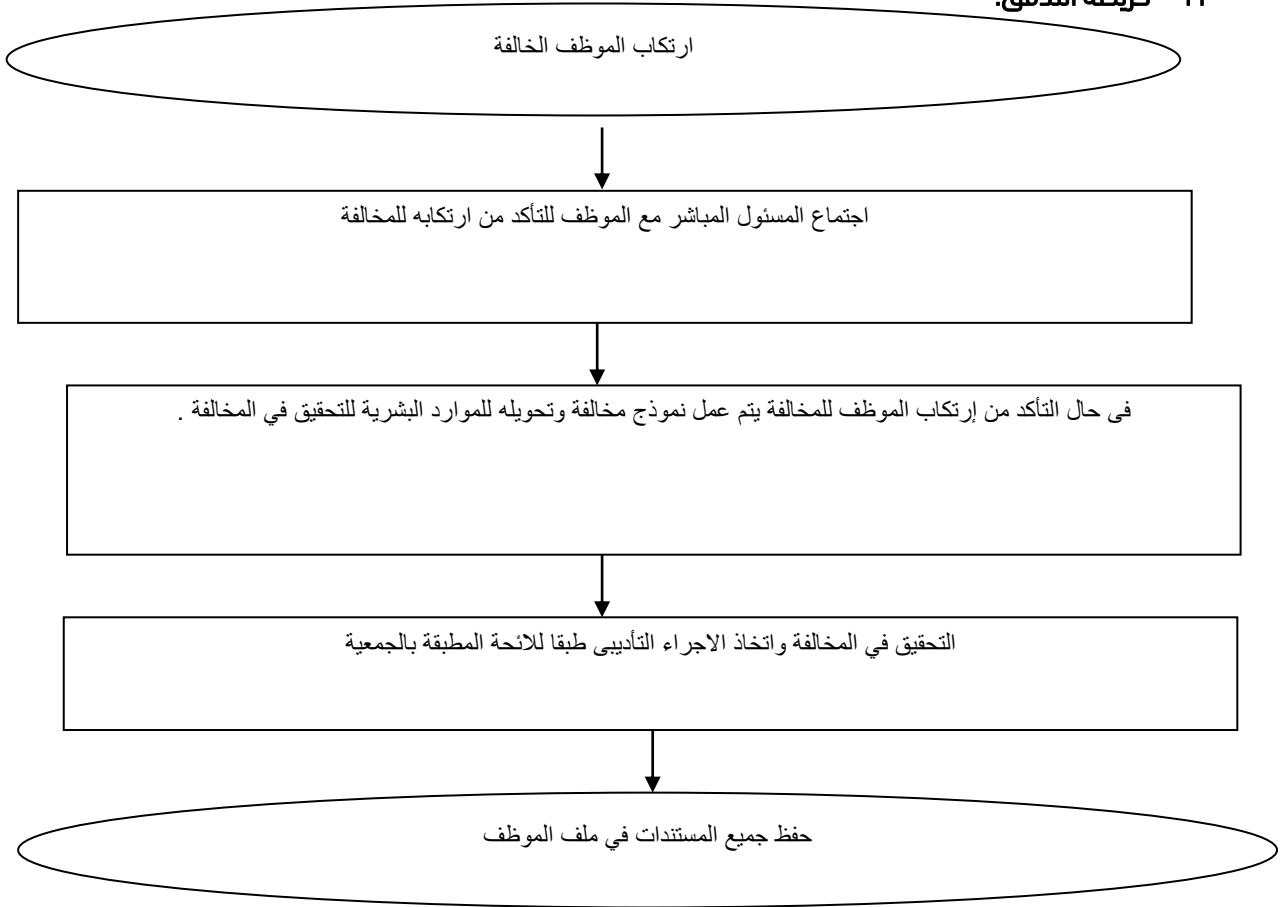 ارتكاب الموظف الخالفة
اجتماع المسئول المباشر مع الموظف للتأكد من ارتكابه للمخالفة
فى حال التأكد من إرتكاب الموظف للمخالفة يتم عمل نموذج مخالفة وتحويله للموارد البشرية للتحقيق في المخالفة .
التحقيق في المخالفة واتخاذ الاجراء التأديبى طبقا للائحة المطبقة بالجمعية
حفظ جميع المستندات في ملف الموظف